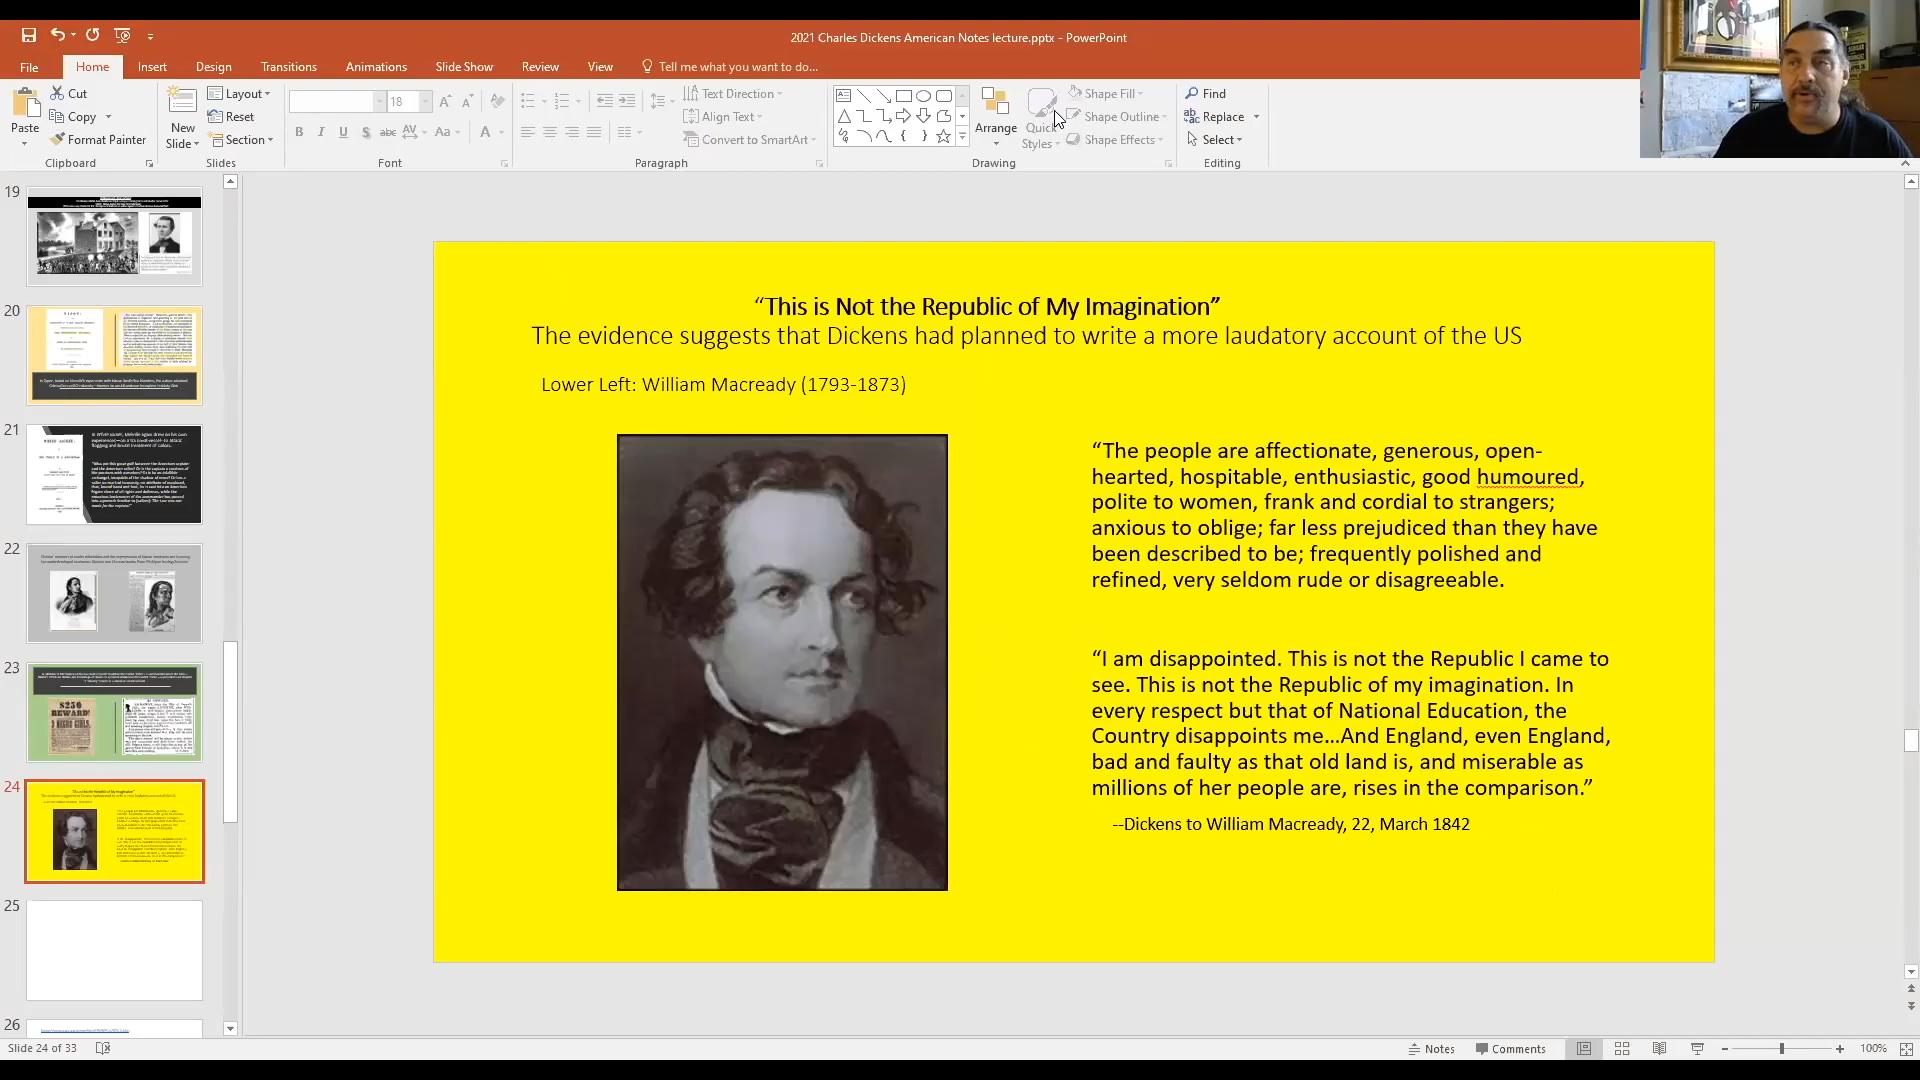 2021 Charles Dickens American Notes lecture.pptx - PowerPoint
File Home Insert Design Transitions Animations Slide Show Review View Tell me what you want to do...
Paste
Cut
Copy
Format Painter
Clipboard
New
Slide
Layout
Reset
Section
Slides
18
Font
Text Direction
Align Text
Convert to SmartArt
Paragraph
Arrange
Quick
Styles
Shape Fill
Shape Outline
Shape Effects
Drawing
Find
Replace
Select
Editing
19
20
21
22
23
$250
REWARD!
NEGRO GIRLS,
24
25
26
“This is Not the Republic of My Imagination”
The evidence suggests that Dickens had planned to write a more laudatory account of the US
Lower Left: William Macready (1793-1873)
“The people are affectionate, generous, open-
hearted, hospitable, enthusiastic, good humoured,
polite to women, frank and cordial to strangers;
anxious to oblige; far less prejudiced than they have
been described to be; frequently polished and
refined, very seldom rude or disagreeable.
“I am disappointed. This is not the Republic I came to
see. This is not the Republic of my imagination. In
every respect but that of National Education, the
Country disappoints me...And England, even England,
bad and faulty as that old land is, and miserable as
millions of her people are, rises in the comparison.”
--Dickens to William Macready, 22, March 1842
Slide 24 of 33
Notes
Comments
100%